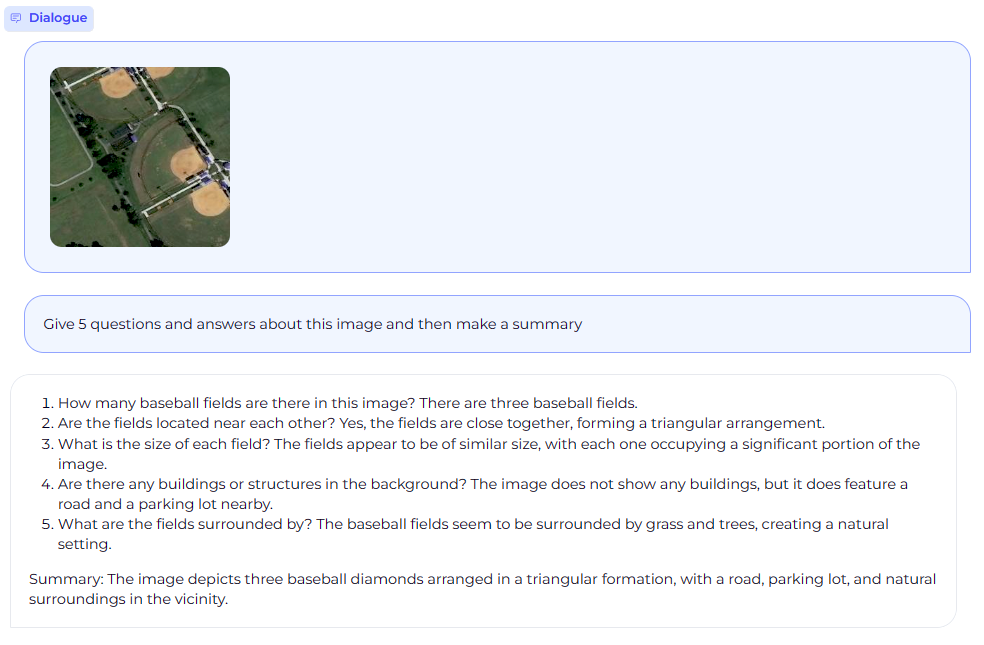 Dialogue
Give 5 questions and answers about this image and then make a summary
1. How many baseball fields are there in this image? There are three baseball fields.
2. Are the fields located near each other? Yes, the fields are close together, forming a triangular arrangement.
3. What is the size of each field? The fields appear to be of similar size, with each one occupying a significant portion of the
image.
4. Are there any buildings or structures in the background? The image does not show any buildings, but it does feature a
road and a parking lot nearby.
5. What are the fields surrounded by? The baseball fields seem to be surrounded by grass and trees, creating a natural
setting.
Summary: The image depicts three baseball diamonds arranged in a triangular formation, with a road, parking lot, and natural
surroundings in the vicinity.